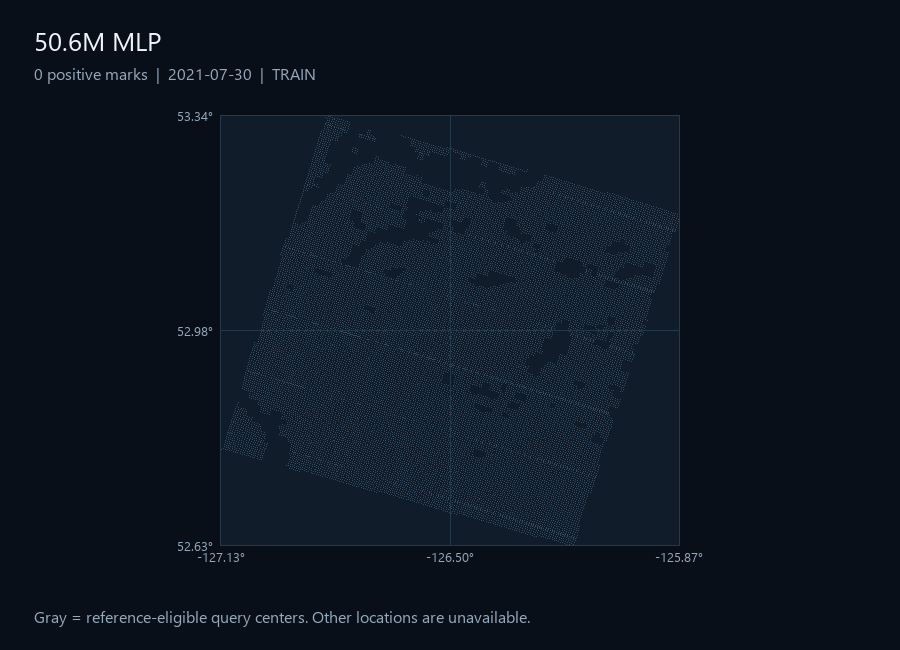 50.6M MLP
0 positive marks | 2021-07-30 | TRAIN
53.34°
52.98°
52.63°
-127.13° -126.50° -125.87°
Gray = reference-eligible query centers. Other locations are unavailable.